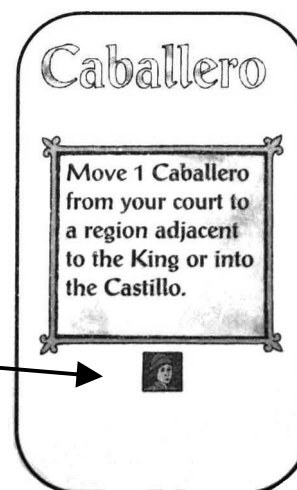 Caballero
Move 1 Caballero
from your court to
a region adjacent
to the King or into
the Castillo.